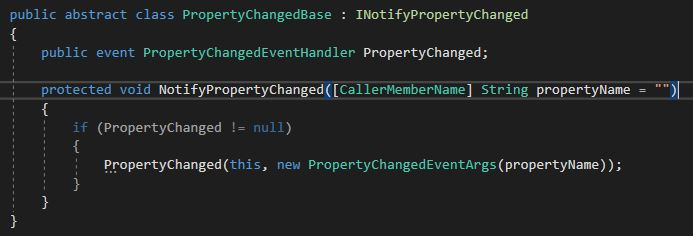 public abstract class PropertyChangedBase : INotifyPropertyChanged
{
public event PropertyChangedEventHandler PropertyChanged;
protected void NotifyPropertyChanged([CallerMemberName] String propertyName = "")
{
if (PropertyChanged != null)
{
PropertyChanged(this, new PropertyChangedEventArgs(propertyName));
}
}
}